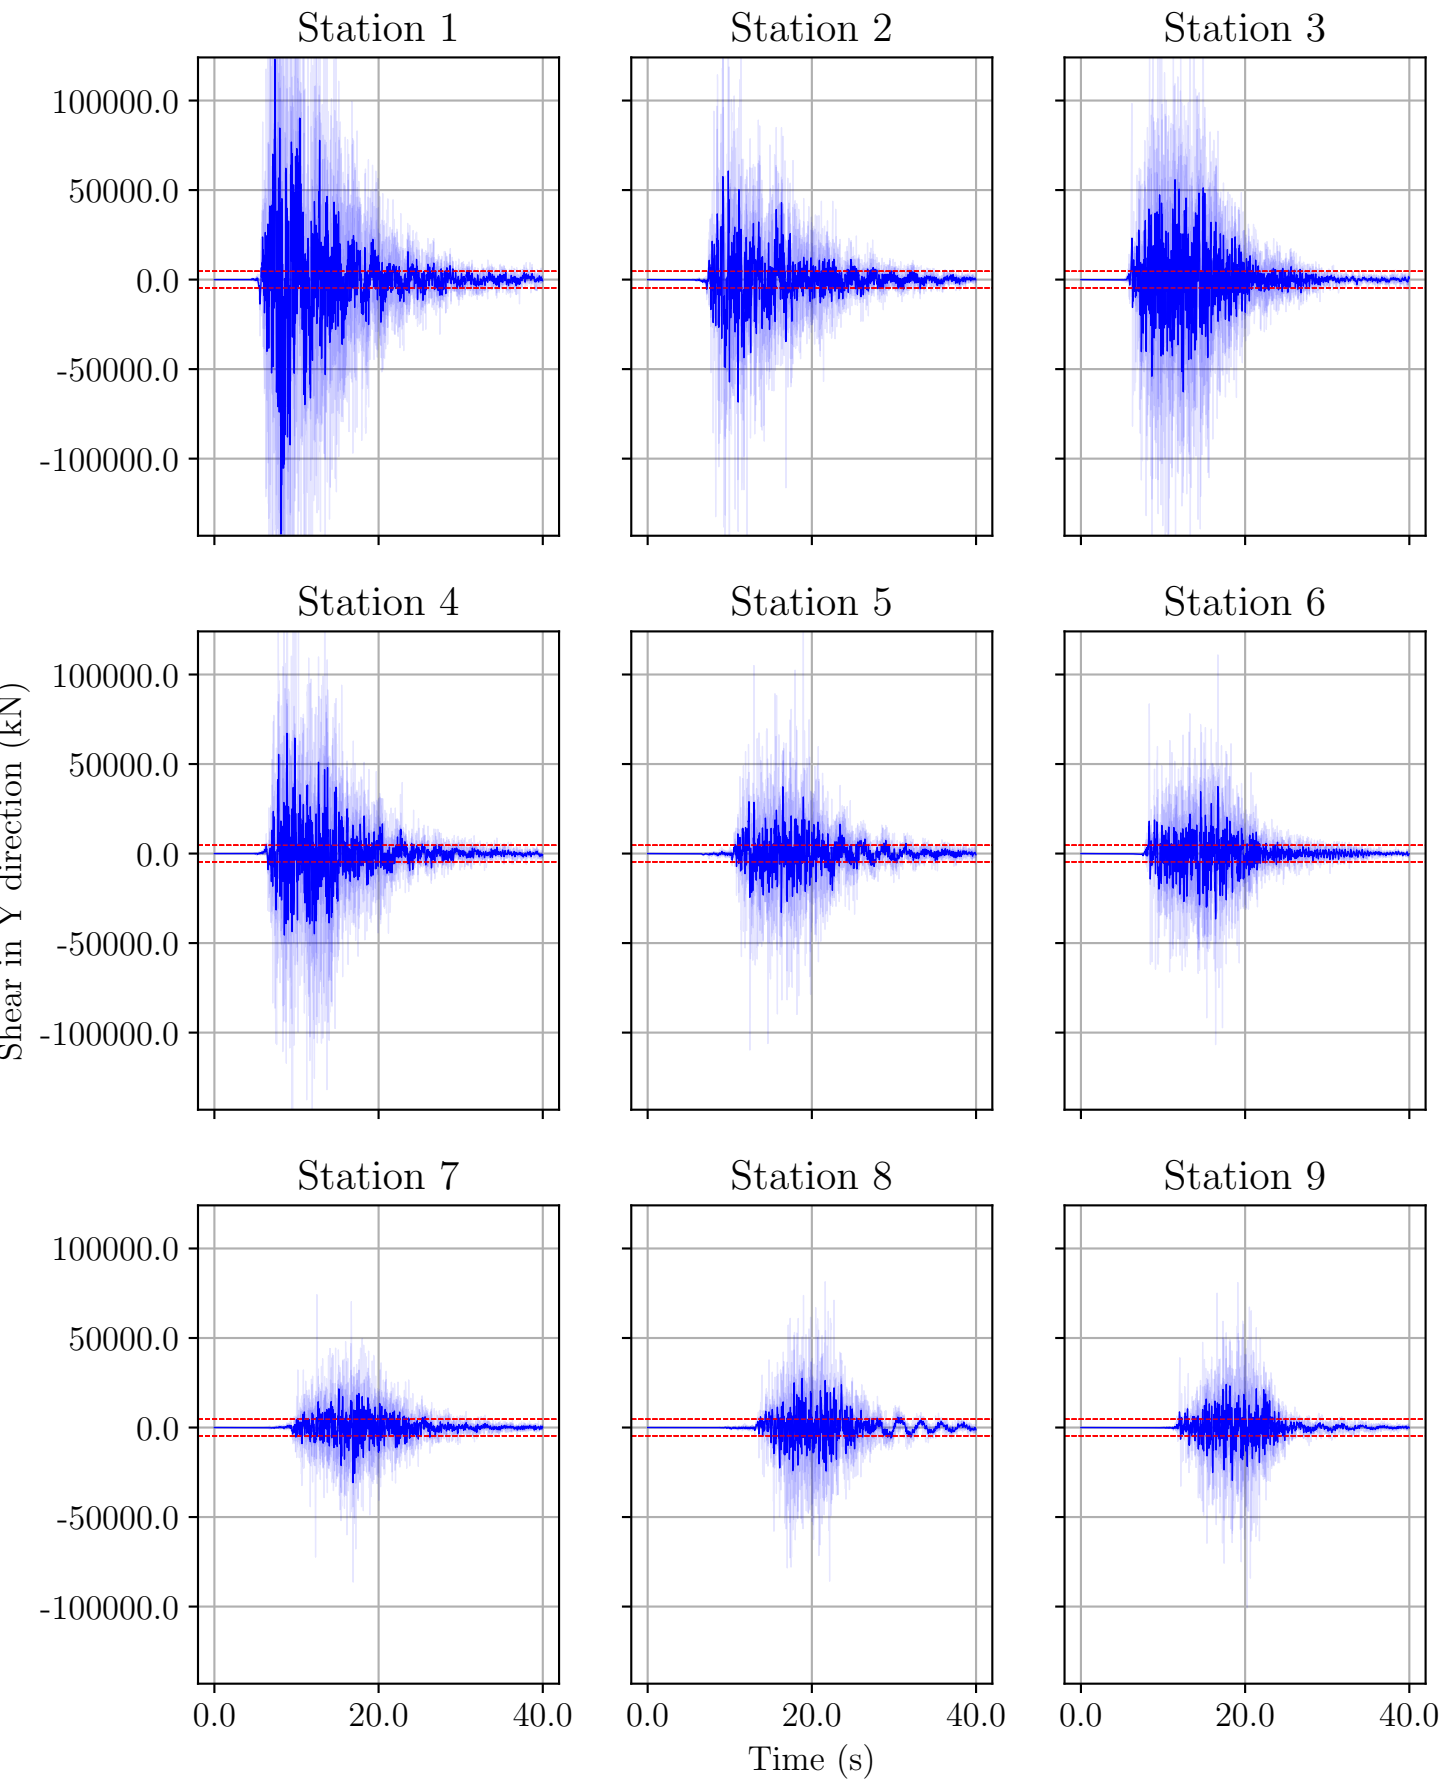 Station 1
Station 2
Station 3
100000.0
50000.0
0.0
-50000.0
-100000.0
Station 4
Station 5
Station 6
100000.0
50000.0
0.0
-50000.0
-100000.0
Shear in Y direction (kN)
Station 7
Station 8
Station 9
100000.0
50000.0
0.0
-50000.0
-100000.0
0.0 20.0 40.0
0.0 20.0 40.0
0.0 20.0 40.0
Time (s)